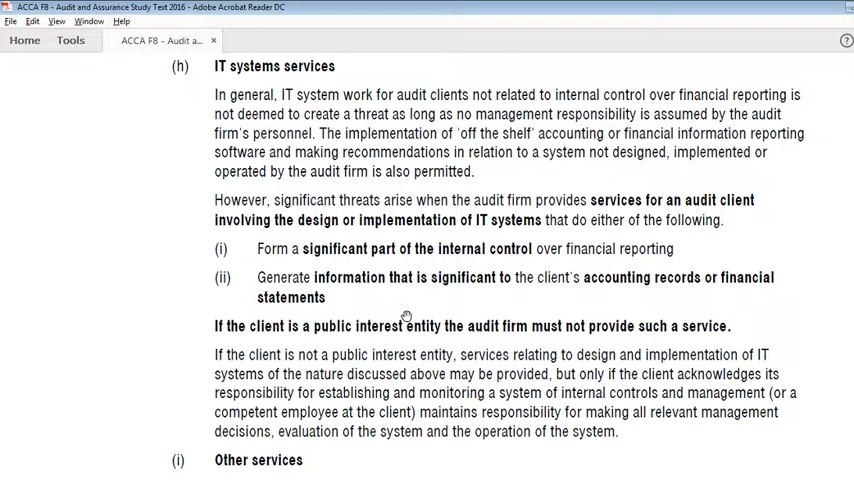 ACCA F8 - Audit and Assurance Study Text 2016 - Adobe Acrobat Reader DC
File Edit View Window Help
Home Tools ACCA F8 - Audit a... × ?
(h) IT systems services
In general, IT system work for audit clients not related to internal control over financial reporting is
not deemed to create a threat as long as no management responsibility is assumed by the audit
firm's personnel. The implementation of 'off the shelf' accounting or financial information reporting
software and making recommendations in relation to a system not designed, implemented or
operated by the audit firm is also permitted.
However, significant threats arise when the audit firm provides services for an audit client
involving the design or implementation of IT systems that do either of the following.
(i) Form a significant part of the internal control over financial reporting
(ii) Generate information that is significant to the client's accounting records or financial
statements
If the client is a public interest entity the audit firm must not provide such a service.
If the client is not a public interest entity, services relating to design and implementation of IT
systems of the nature discussed above may be provided, but only if the client acknowledges its
responsibility for establishing and monitoring a system of internal controls and management (or a
competent employee at the client) maintains responsibility for making all relevant management
decisions, evaluation of the system and the operation of the system.
(i) Other services